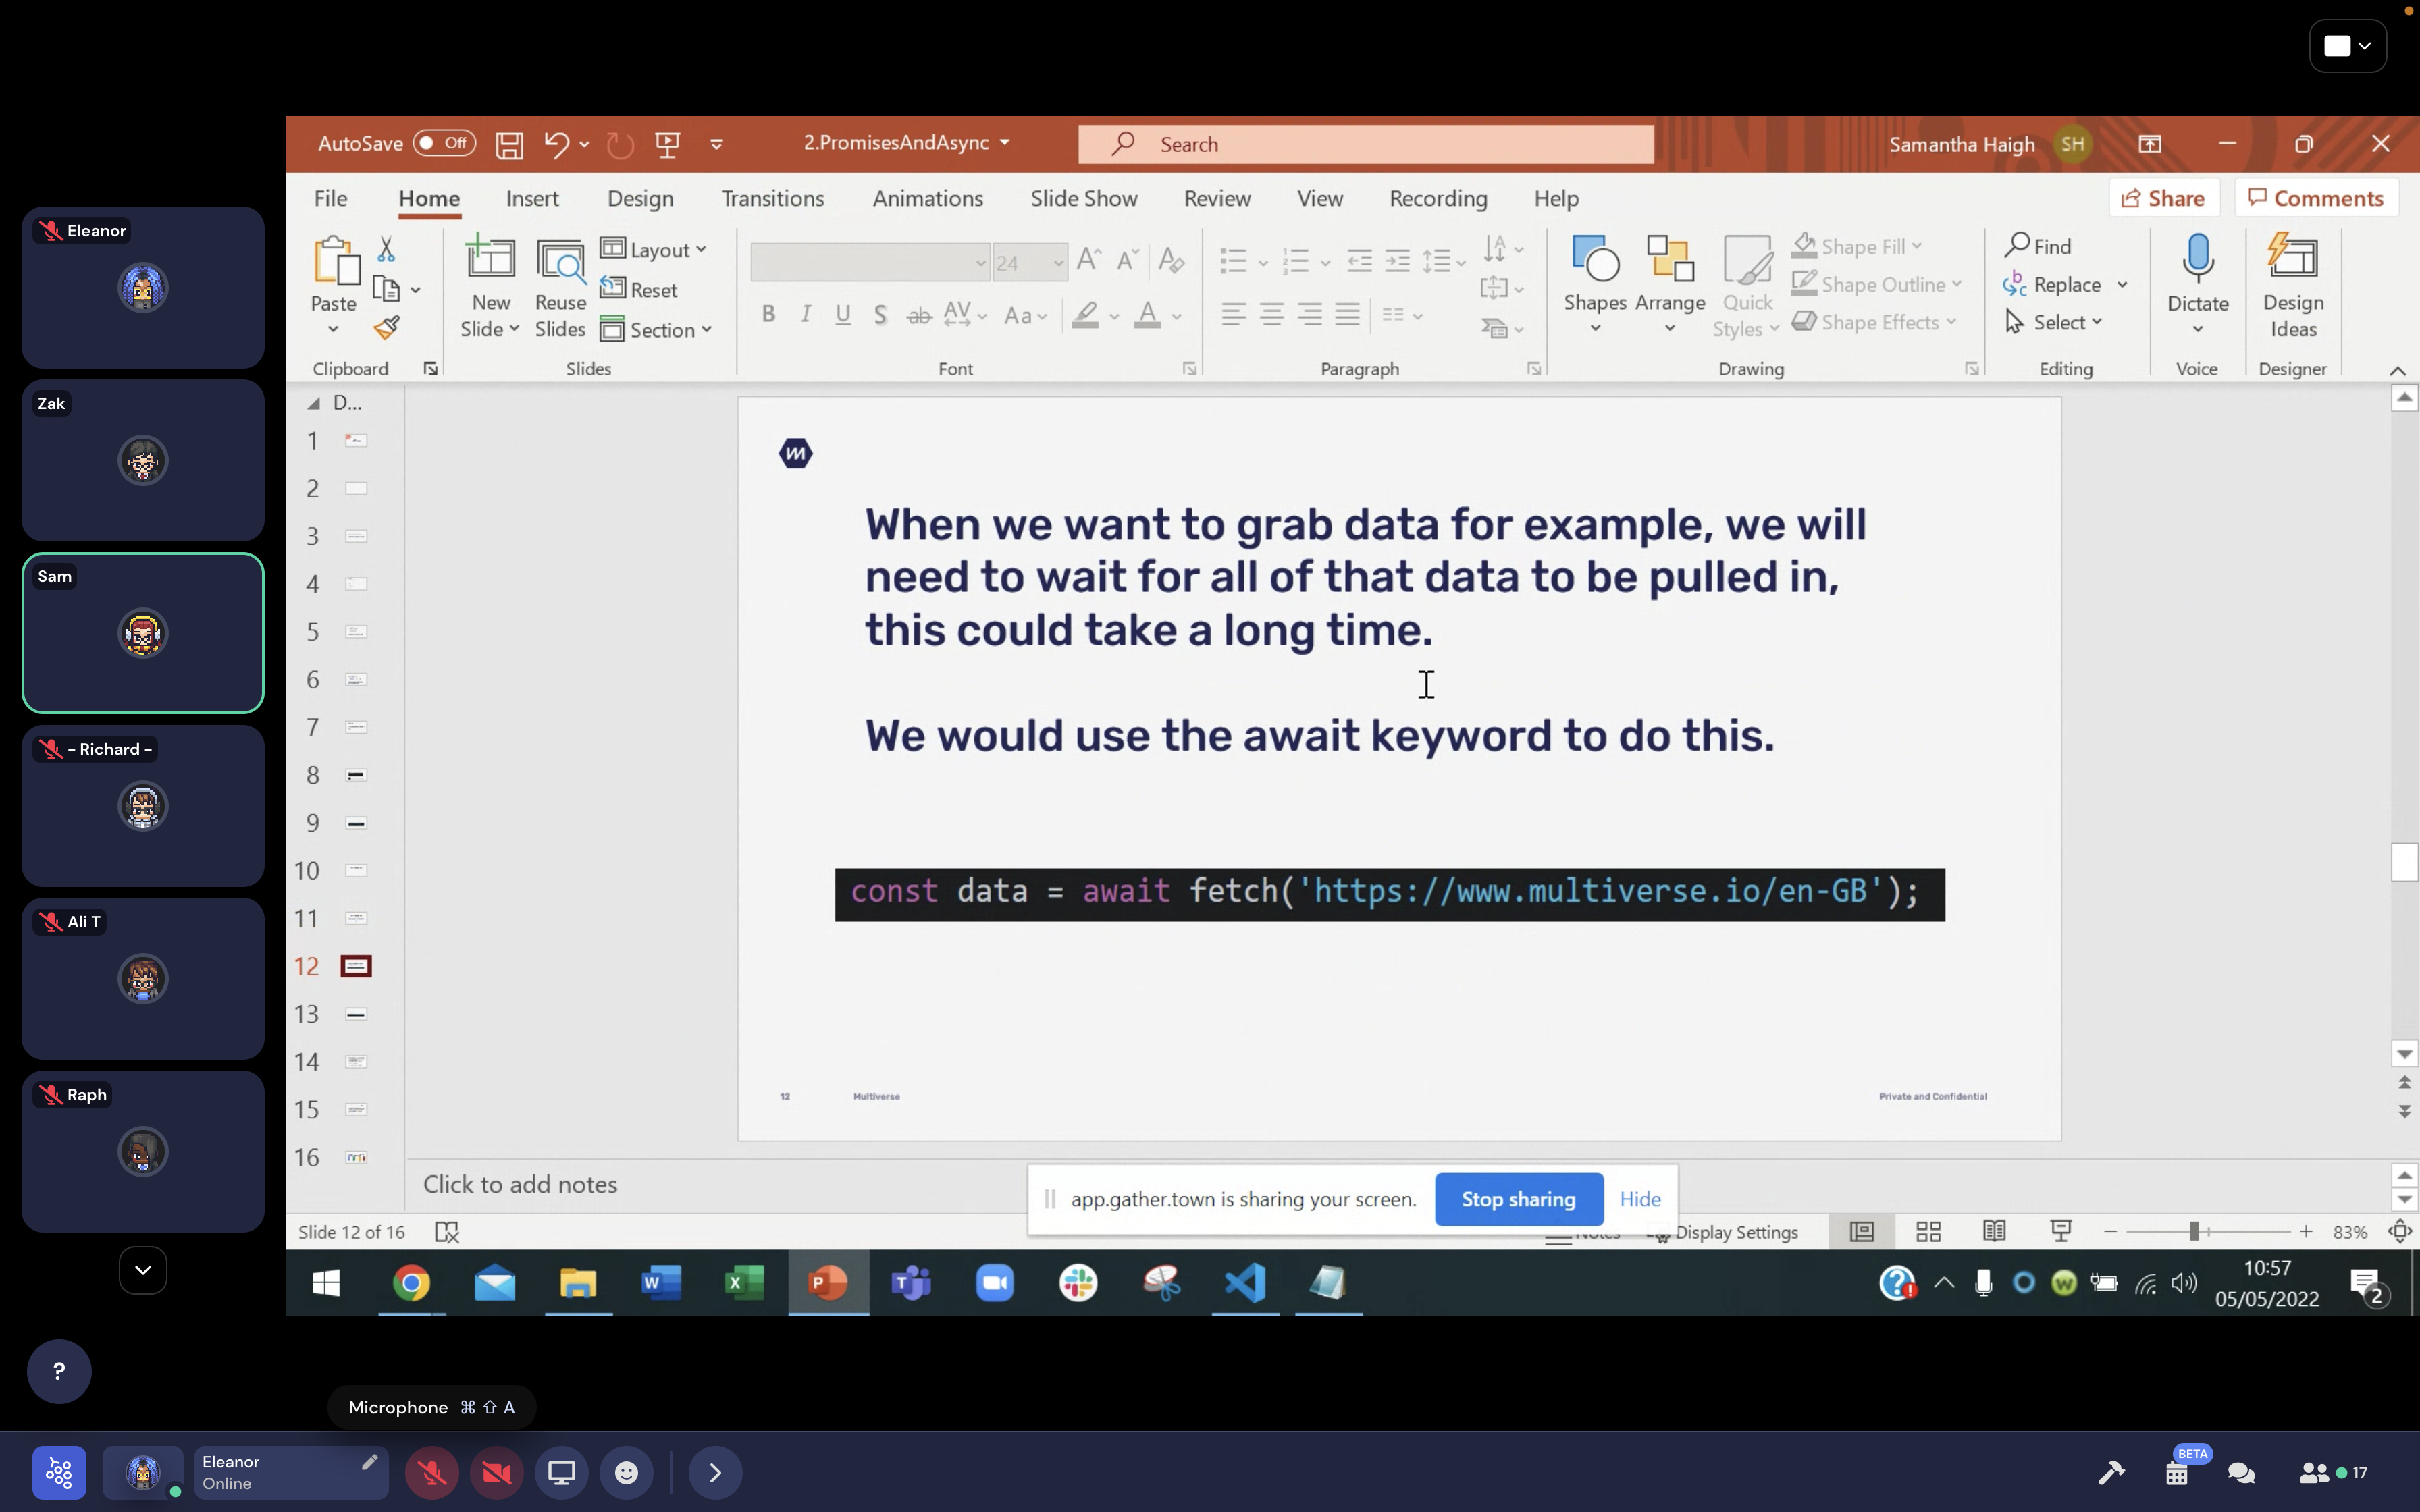 AutoSave Off
2.PromisesAndAsync
Search
Samantha Haigh SH
File Home Insert Design Transitions Animations Slide Show Review View Recording Help
Share Comments
Paste
Clipboard
New Slide
Reuse Slides
Layout
Reset
Section
Slides
24
B I U S ab AV Aa A
Font
Paragraph
Shapes Arrange Quick Styles
Shape Fill
Shape Outline
Shape Effects
Drawing
Find
Replace
Select
Editing
Dictate
Voice
Design Ideas
Designer
Eleanor
Zak
Sam
- Richard -
Ali T
Raph
D...
1
2
3
4
5
6
7
8
9
10
11
12
13
14
15
16
When we want to grab data for example, we will
need to wait for all of that data to be pulled in,
this could take a long time.
We would use the await keyword to do this.
const data = await fetch('https://www.multiverse.io/en-GB');
12 Multiverse Private and Confidential
Click to add notes
app.gather.town is sharing your screen. Stop sharing Hide
Slide 12 of 16
Notes Display Settings 83%
10:57
05/05/2022
2
?
Microphone ⌘ ⇧ A
Eleanor
Online
BETA
17